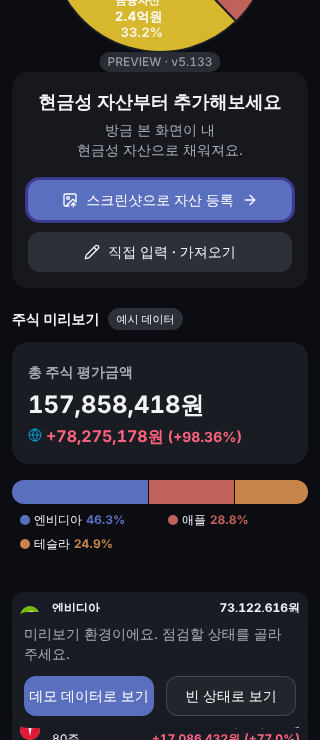 금융자산
2.4억원
33.2%
PREVIEW · v5.133
현금성 자산부터 추가해보세요
방금 본 화면이 내
현금성 자산으로 채워져요.
스크린샷으로 자산 등록
직접 입력 · 가져오기
주식 미리보기 예시 데이터
총 주식 평가금액
157,858,418원
+78,275,178원 (+98.36%)
엔비디아 46.3% 애플 28.8%
테슬라 24.9%
엔비디아 73,122,616원
미리보기 환경이에요. 점검할 상태를 골라
주세요.
데모 데이터로 보기 빈 상태로 보기
80주 +17,086,432원 (+77.0%)